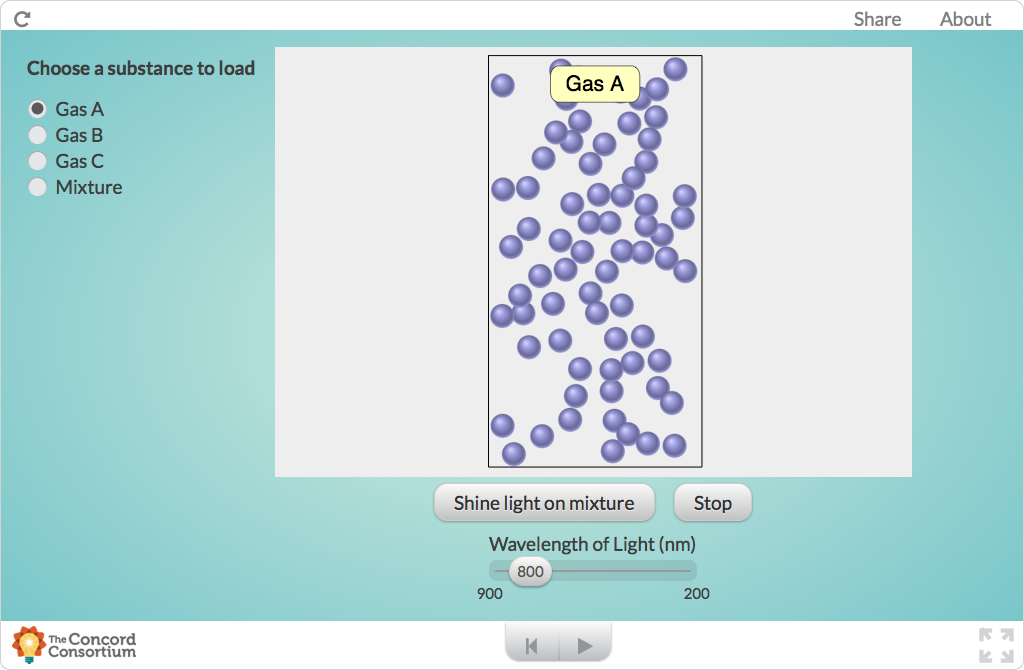 Share About
Choose a substance to load
Gas A
Gas B
Gas C
Mixture
Gas A
Shine light on mixture Stop
Wavelength of Light (nm)
800
900 200
The Concord
Consortium